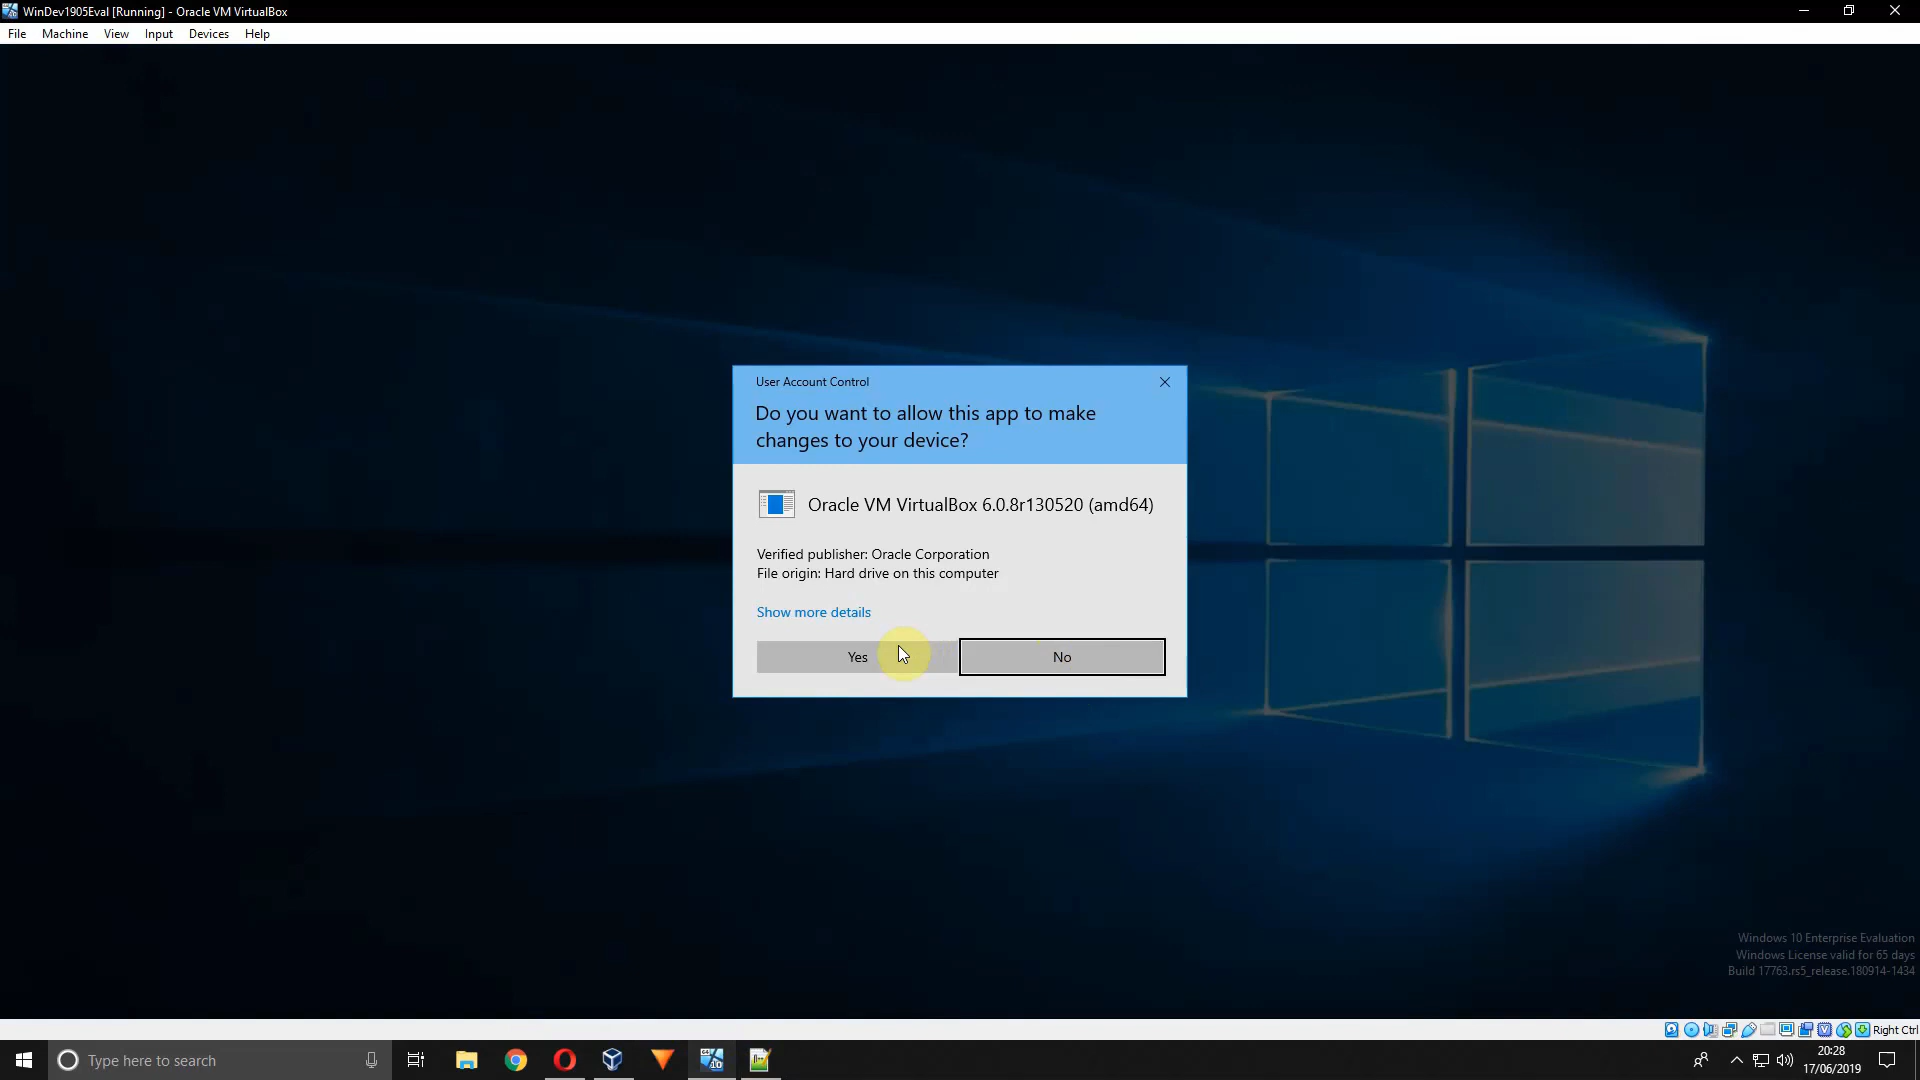 WinDev1905Eval [Running] - Oracle VM VirtualBox
File Machine View Input Devices Help
User Account Control
Do you want to allow this app to make
changes to your device?
Oracle VM VirtualBox 6.0.8r130520 (amd64)
Verified publisher: Oracle Corporation
File origin: Hard drive on this computer
Show more details
Yes No
Windows 10 Enterprise Evaluation
Windows License valid for 65 days
Build 17763.rs5_release.180914-1434
Right Ctrl
Type here to search
20:28
17/06/2019